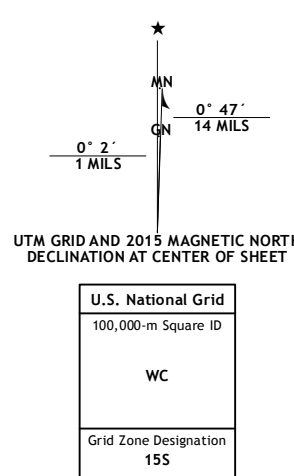 ★
MN
GN
0° 47´
14 MILS
0° 2´
1 MILS
UTM GRID AND 2015 MAGNETIC NORTH
DECLINATION AT CENTER OF SHEET
U.S. National Grid
100,000-m Square ID
WC
Grid Zone Designation
15S